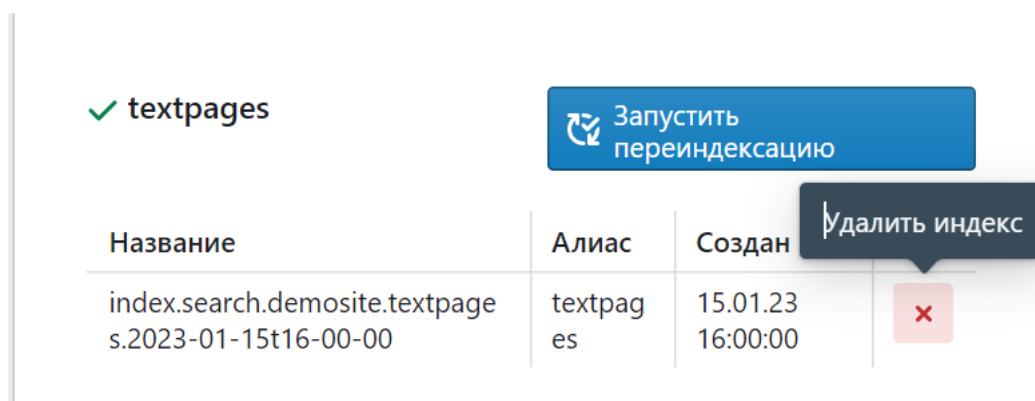 textpages
Запустить
переиндексацию
Удалить индекс
Название Алиас Создан
index.search.demosite.textpage textpag 15.01.23
s.2023-01-15t16-00-00 es 16:00:00